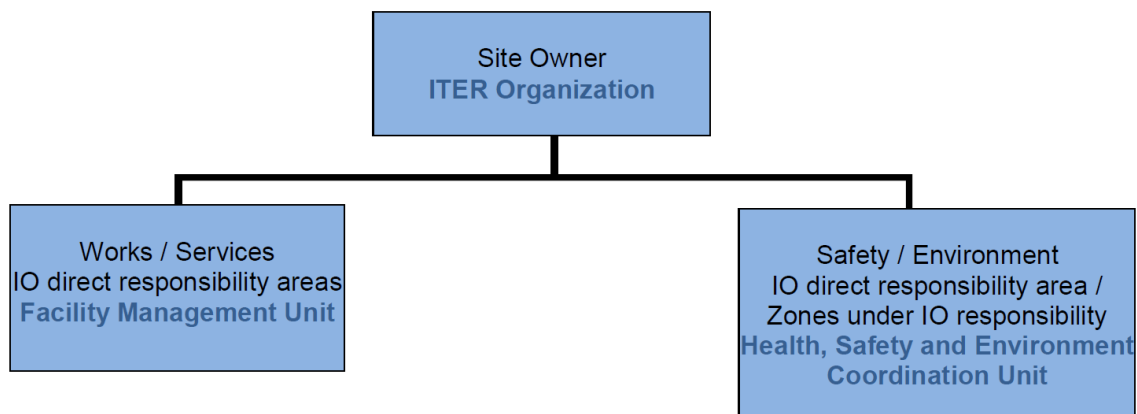 Site Owner
ITER Organization
Works / Services
IO direct responsibility areas
Facility Management Unit
Safety / Environment
IO direct responsibility area /
Zones under IO responsibility
Health, Safety and Environment
Coordination Unit